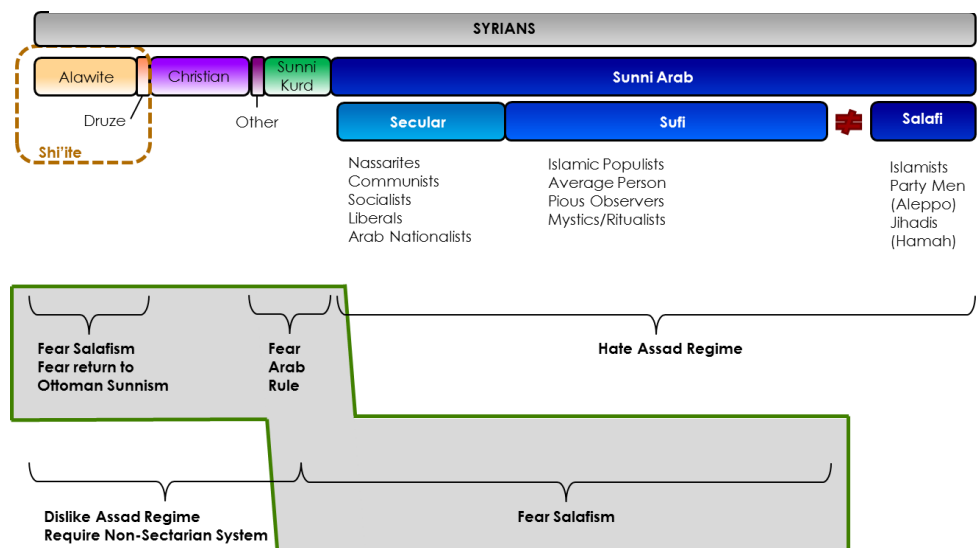 SYRIANS
Alawite
Christian
Sunni
Kurd
Sunni Arab
Druze
Other
Shi'ite
Secular
Sufi
≠
Salafi
Nassarites
Communists
Socialists
Liberals
Arab Nationalists
Islamic Populists
Average Person
Pious Observers
Mystics/Ritualists
Islamists
Party Men
(Aleppo)
Jihadis
(Hamah)
Fear Salafism
Fear return to
Ottoman Sunnism
Fear
Arab
Rule
Hate Assad Regime
Dislike Assad Regime
Require Non-Sectarian System
Fear Salafism